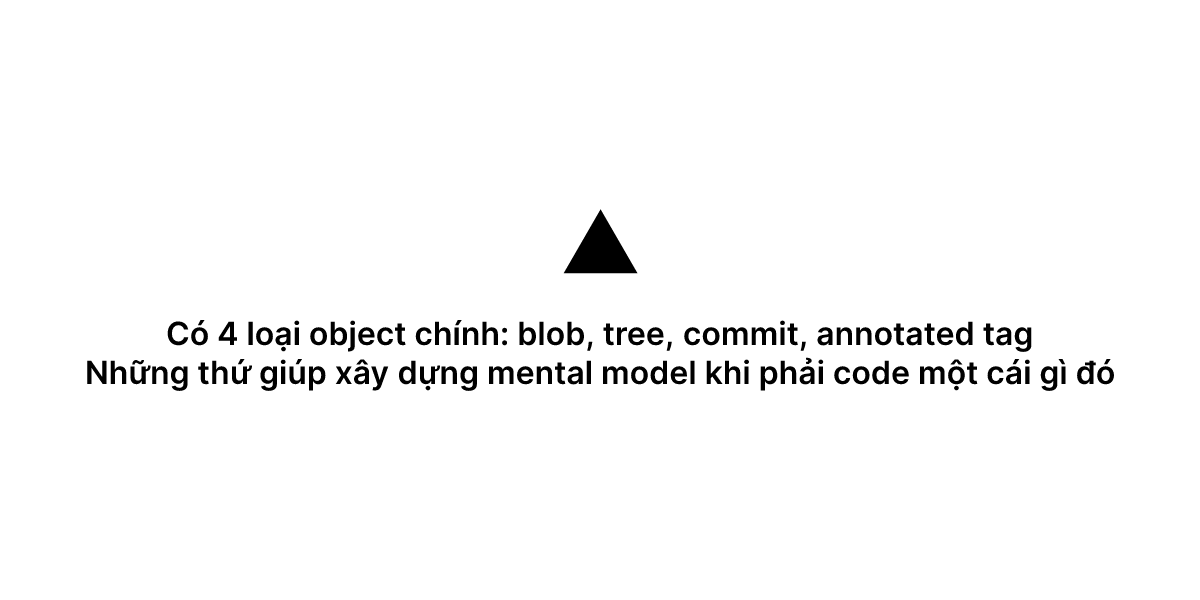 Có 4 loại object chính: blob, tree, commit, annotated tag
Những thứ giúp xây dựng mental model khi phải code một cái gì đó